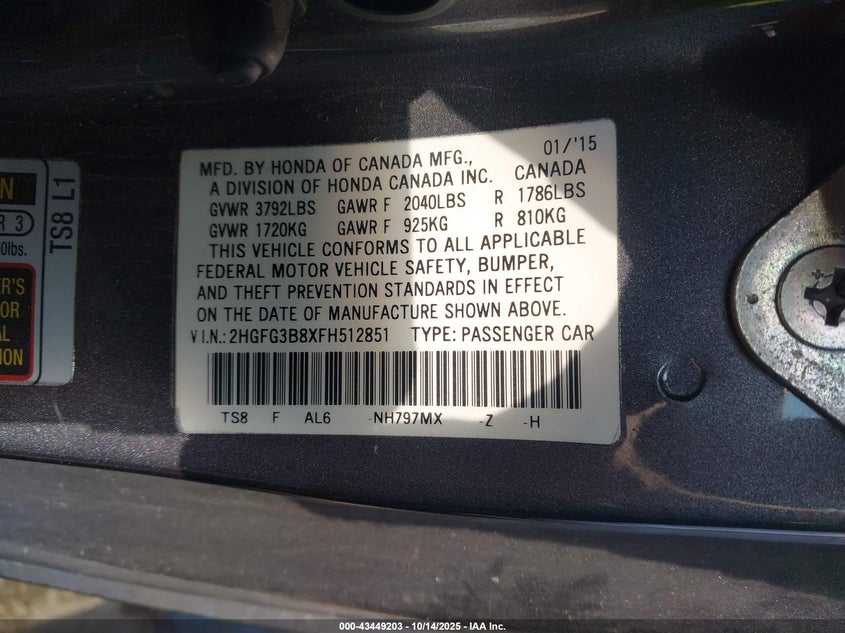 01/'15
MFD. BY HONDA OF CANADA MFG.,
A DIVISION OF HONDA CANADA INC. CANADA
GVWR 3792LBS GAWR F 2040LBS R 1786LBS
GVWR 1720KG GAWR F 925KG R 810KG
THIS VEHICLE CONFORMS TO ALL APPLICABLE
FEDERAL MOTOR VEHICLE SAFETY, BUMPER,
AND THEFT PREVENTION STANDARDS IN EFFECT
ON THE DATE OF MANUFACTURE SHOWN ABOVE.
V.I.N.: 2HGFG3B8XFH512851 TYPE: PASSENGER CAR
TS8 F AL6 -NH797MX -Z -H
TS8 L1
R 3
0lbs.
000-43449203 - 10/14/2025 - IAA Inc.